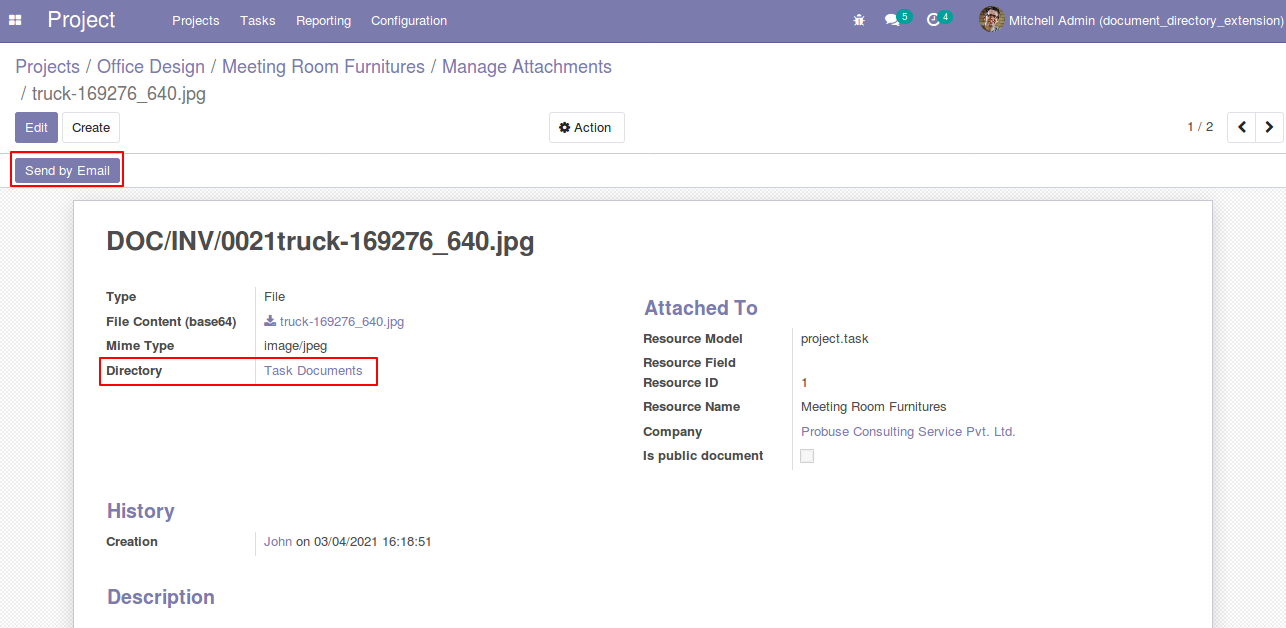 Project Projects Tasks Reporting Configuration 5 4 Mitchell Admin (document_directory_extension)
Projects / Office Design / Meeting Room Furnitures / Manage Attachments
/ truck-169276_640.jpg
Edit Create Action 1 / 2
Send by Email
DOC/INV/0021truck-169276_640.jpg
Type File
File Content (base64) truck-169276_640.jpg
Mime Type image/jpeg
Directory Task Documents
Attached To
Resource Model project.task
Resource Field
Resource ID 1
Resource Name Meeting Room Furnitures
Company Probuse Consulting Service Pvt. Ltd.
Is public document
History
Creation John on 03/04/2021 16:18:51
Description